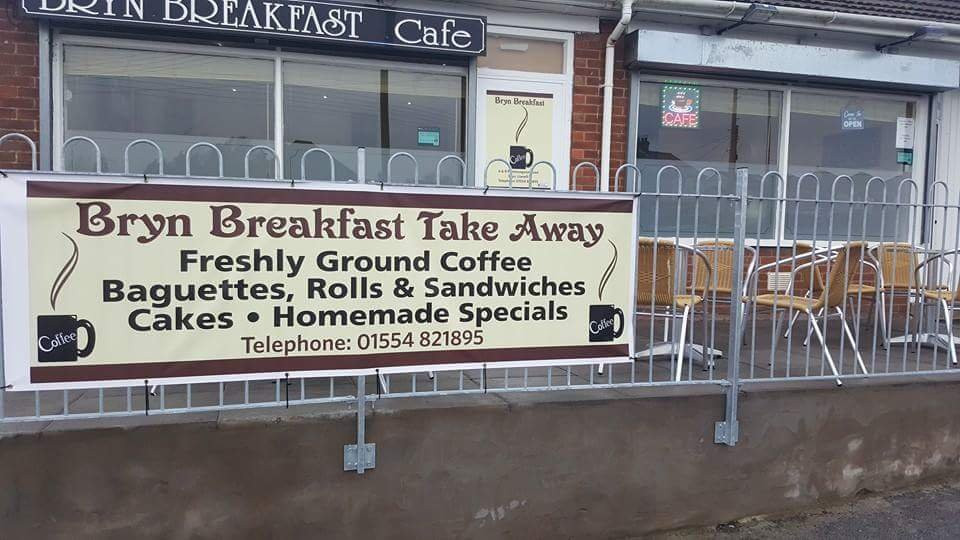 BRYN BREAKFAST Cafe
Bryn Breakfast
Coffee
CAFE
OPEN
Bryn Breakfast Take Away
Freshly Ground Coffee
Baguettes, Rolls & Sandwiches
Cakes • Homemade Specials
Telephone: 01554 821895
Coffee
Coffee